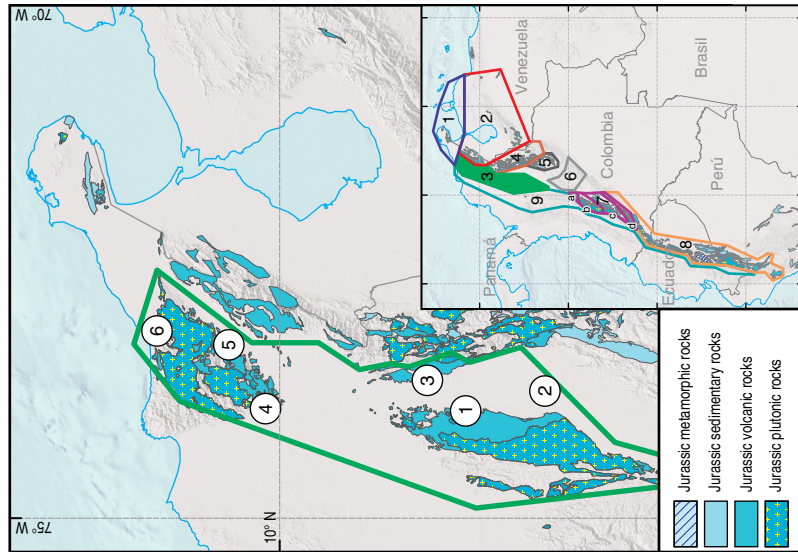 70°W
75°W
10° N
6
5
4
3
1
2
Venezuela
Brasil
Colombia
Perú
Panamá
Ecuador
1
2
3
4
5
6
7
8
9
a
b
c
d
Jurassic metamorphic rocks
Jurassic sedimentary rocks
Jurassic volcanic rocks
Jurassic plutonic rocks